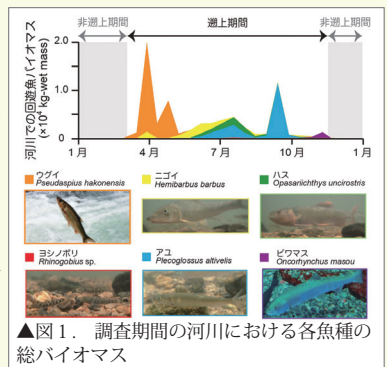 非遡上期間 遡上期間 非遡上期間
河川での回遊魚バイオマス
(×10⁴ kg-wet mass)
2.0
1.0
0
1月 4月 7月 10月 1月
ウグイ ニゴイ ハス
Pseudaspius hakonensis Hemibarbus barbus Opasariichthys uncirostris
ヨシノボリ アユ ビワマス
Rhinogobius sp. Plecoglossus altivelis Oncorhynchus masou
▲図1. 調査期間の河川における各魚種の
総バイオマス